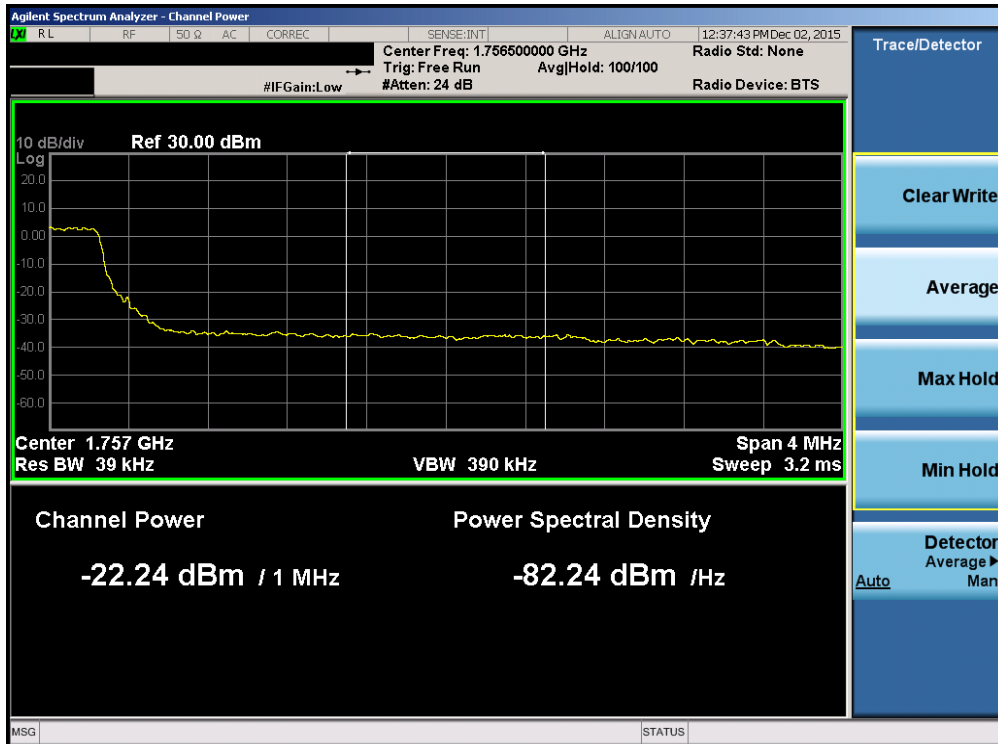 Agilent Spectrum Analyzer - Channel Power
LXI RL RF 50 Ω AC CORREC SENSE:INT ALIGN AUTO 12:37:43 PM Dec 02, 2015
Center Freq: 1.756500000 GHz Radio Std: None
Trig: Free Run Avg|Hold: 100/100
#IFGain:Low #Atten: 24 dB Radio Device: BTS
10 dB/div Ref 30.00 dBm
Log
20.0
10.0
0.00
-10.0
-20.0
-30.0
-40.0
-50.0
-60.0
Center 1.757 GHz Span 4 MHz
Res BW 39 kHz VBW 390 kHz Sweep 3.2 ms
Channel Power Power Spectral Density
-22.24 dBm / 1 MHz -82.24 dBm /Hz
Trace/Detector
Clear Write
Average
Max Hold
Min Hold
Detector
Average
Auto Man
MSG STATUS